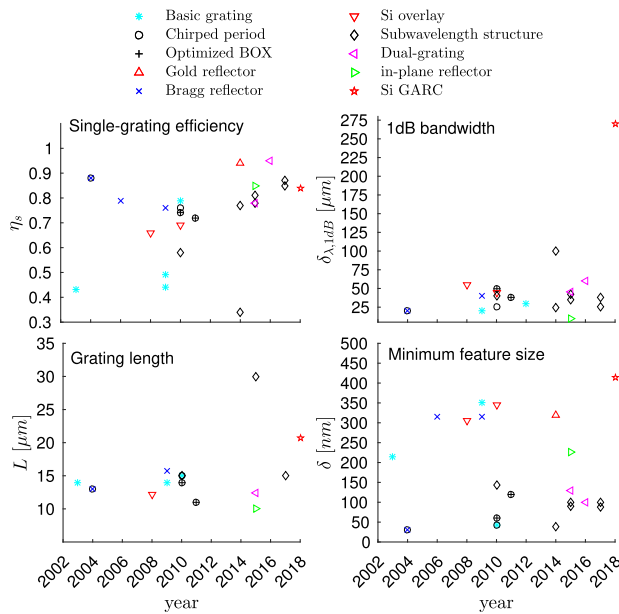 Basic grating
Chirped period
Optimized BOX
Gold reflector
Bragg reflector
Si overlay
Subwavelength structure
Dual-grating
in-plane reflector
Si GARC
Single-grating efficiency
η_s
1
0.9
0.8
0.7
0.6
0.5
0.4
0.3
1dB bandwidth
δ_{λ,1dB} [μm]
275
250
225
200
175
150
125
100
75
50
25
Grating length
L [μm]
35
30
25
20
15
10
2002
2004
2006
2008
2010
2012
2014
2016
2018
year
Minimum feature size
δ [nm]
500
450
400
350
300
250
200
150
100
50
0
2002
2004
2006
2008
2010
2012
2014
2016
2018
year